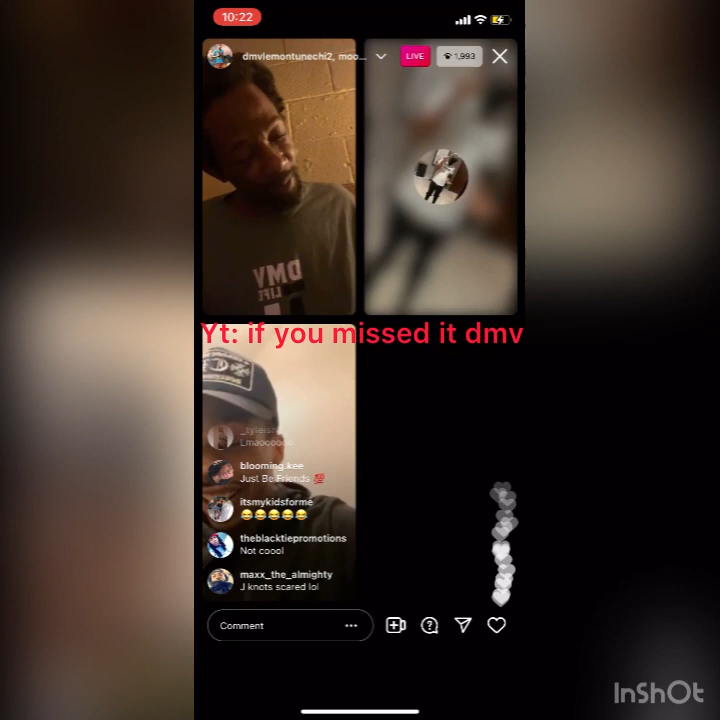 10:22
dmvlemontunechi2, moo...
LIVE
1,993
DMV
LIFE
Yt: if you missed it dmv
Lmaoooooo
blooming.kee
Just Be Friends 💯
itsmykidsforme
😂😂😂😂😂
theblacktiepromotions
Not coool
maxx_the_almighty
J knots scared lol
Comment
InShOt